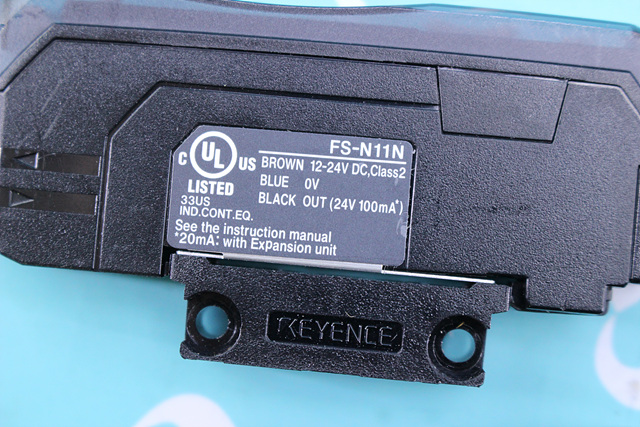 FS-N11N
C UL US
LISTED
33US
IND.CONT.EQ.
BROWN 12-24V DC,Class2
BLUE 0V
BLACK OUT (24V 100mA*)
See the instruction manual
*20mA: with Expansion unit
KEYENCE